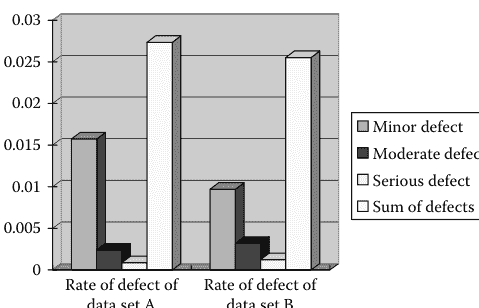 0.03
0.025
0.02
0.015
0.01
0.005
0
Rate of defect of
data set A
Rate of defect of
data set B
Minor defect
Moderate defec
Serious defect
Sum of defects